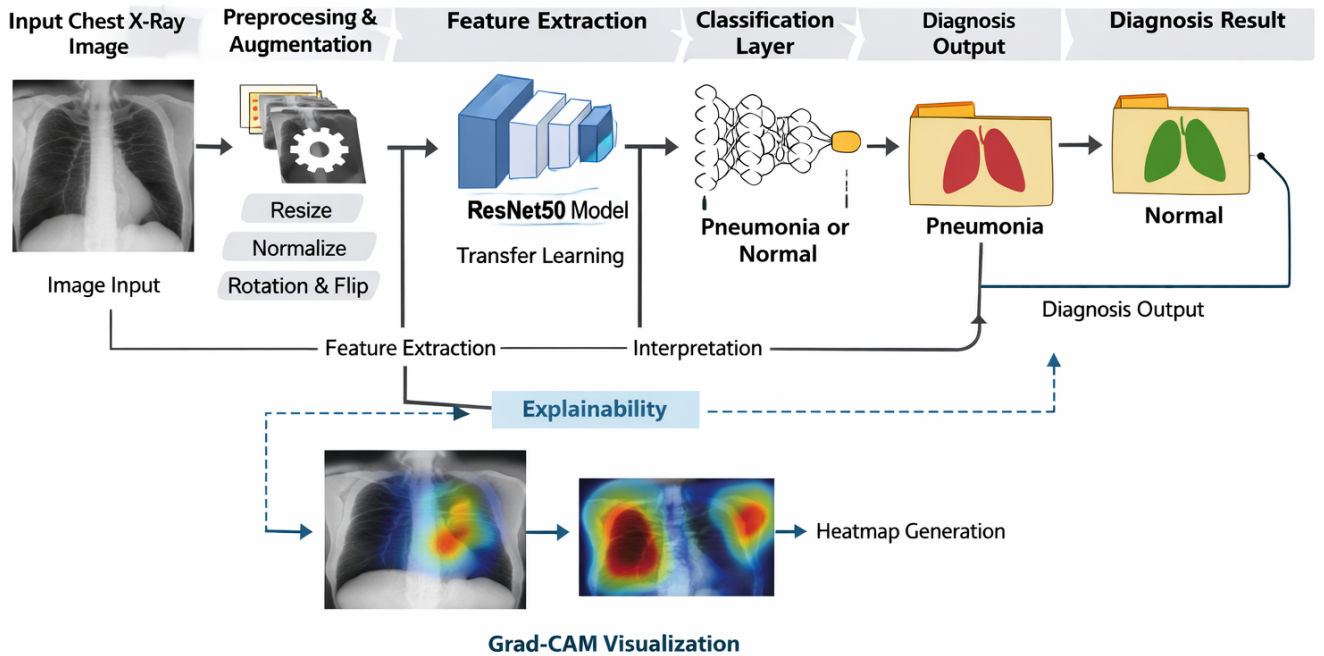 Input Chest X-Ray
Image
Preprocesing &
Augmentation
Feature Extraction
Classification
Layer
Diagnosis
Output
Diagnosis Result
Resize
Normalize
Rotation & Flip
Image Input
ResNet50 Model
Transfer Learning
Pneumonia or
Normal
Pneumonia
Normal
Diagnosis Output
Feature Extraction
Interpretation
Explainability
Heatmap Generation
Grad-CAM Visualization